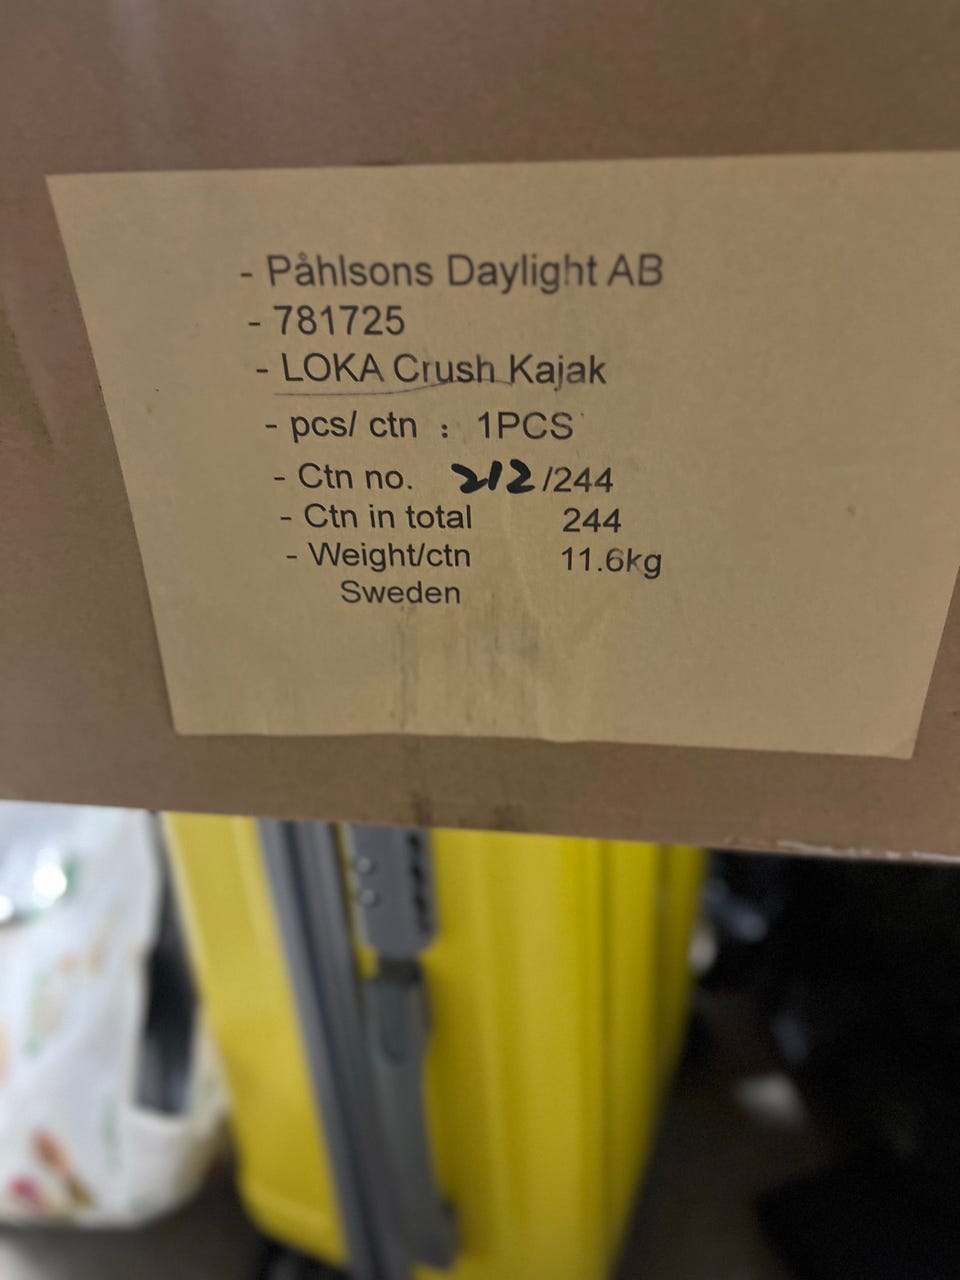 - Påhlsons Daylight AB
- 781725
- LOKA Crush Kajak
- pcs/ ctn : 1PCS
- Ctn no. 212/244
- Ctn in total 244
- Weight/ctn 11.6kg
Sweden